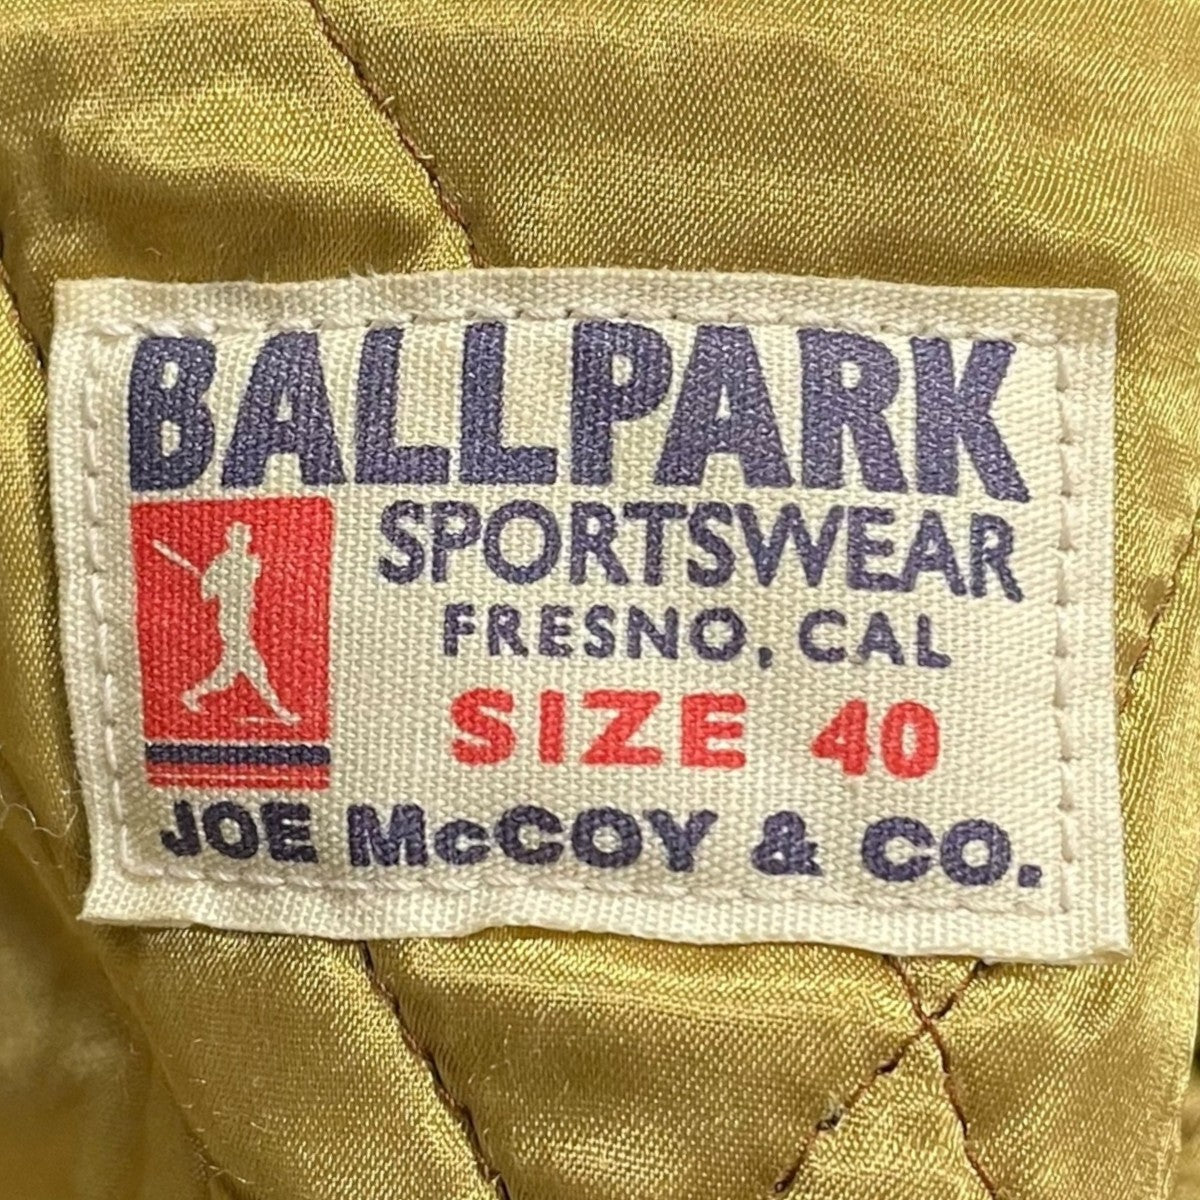 BALLPARK
SPORTSWEAR
FRESNO, CAL
SIZE 40
JOE McCOY & CO.